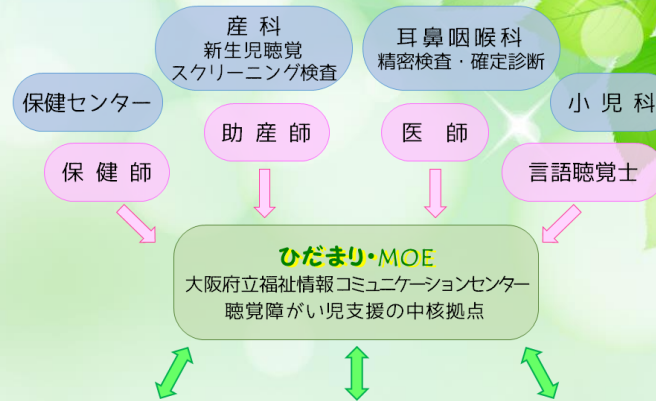 産 科
新生児聴覚
スクリーニング検査
耳鼻咽喉科
精密検査・確定診断
保健センター
小 児 科
助 産 師
医 師
保 健 師
言語聴覚士
ひだまり・MOE
大阪府立福祉情報コミュニケーションセンター
聴覚障がい児支援の中核拠点